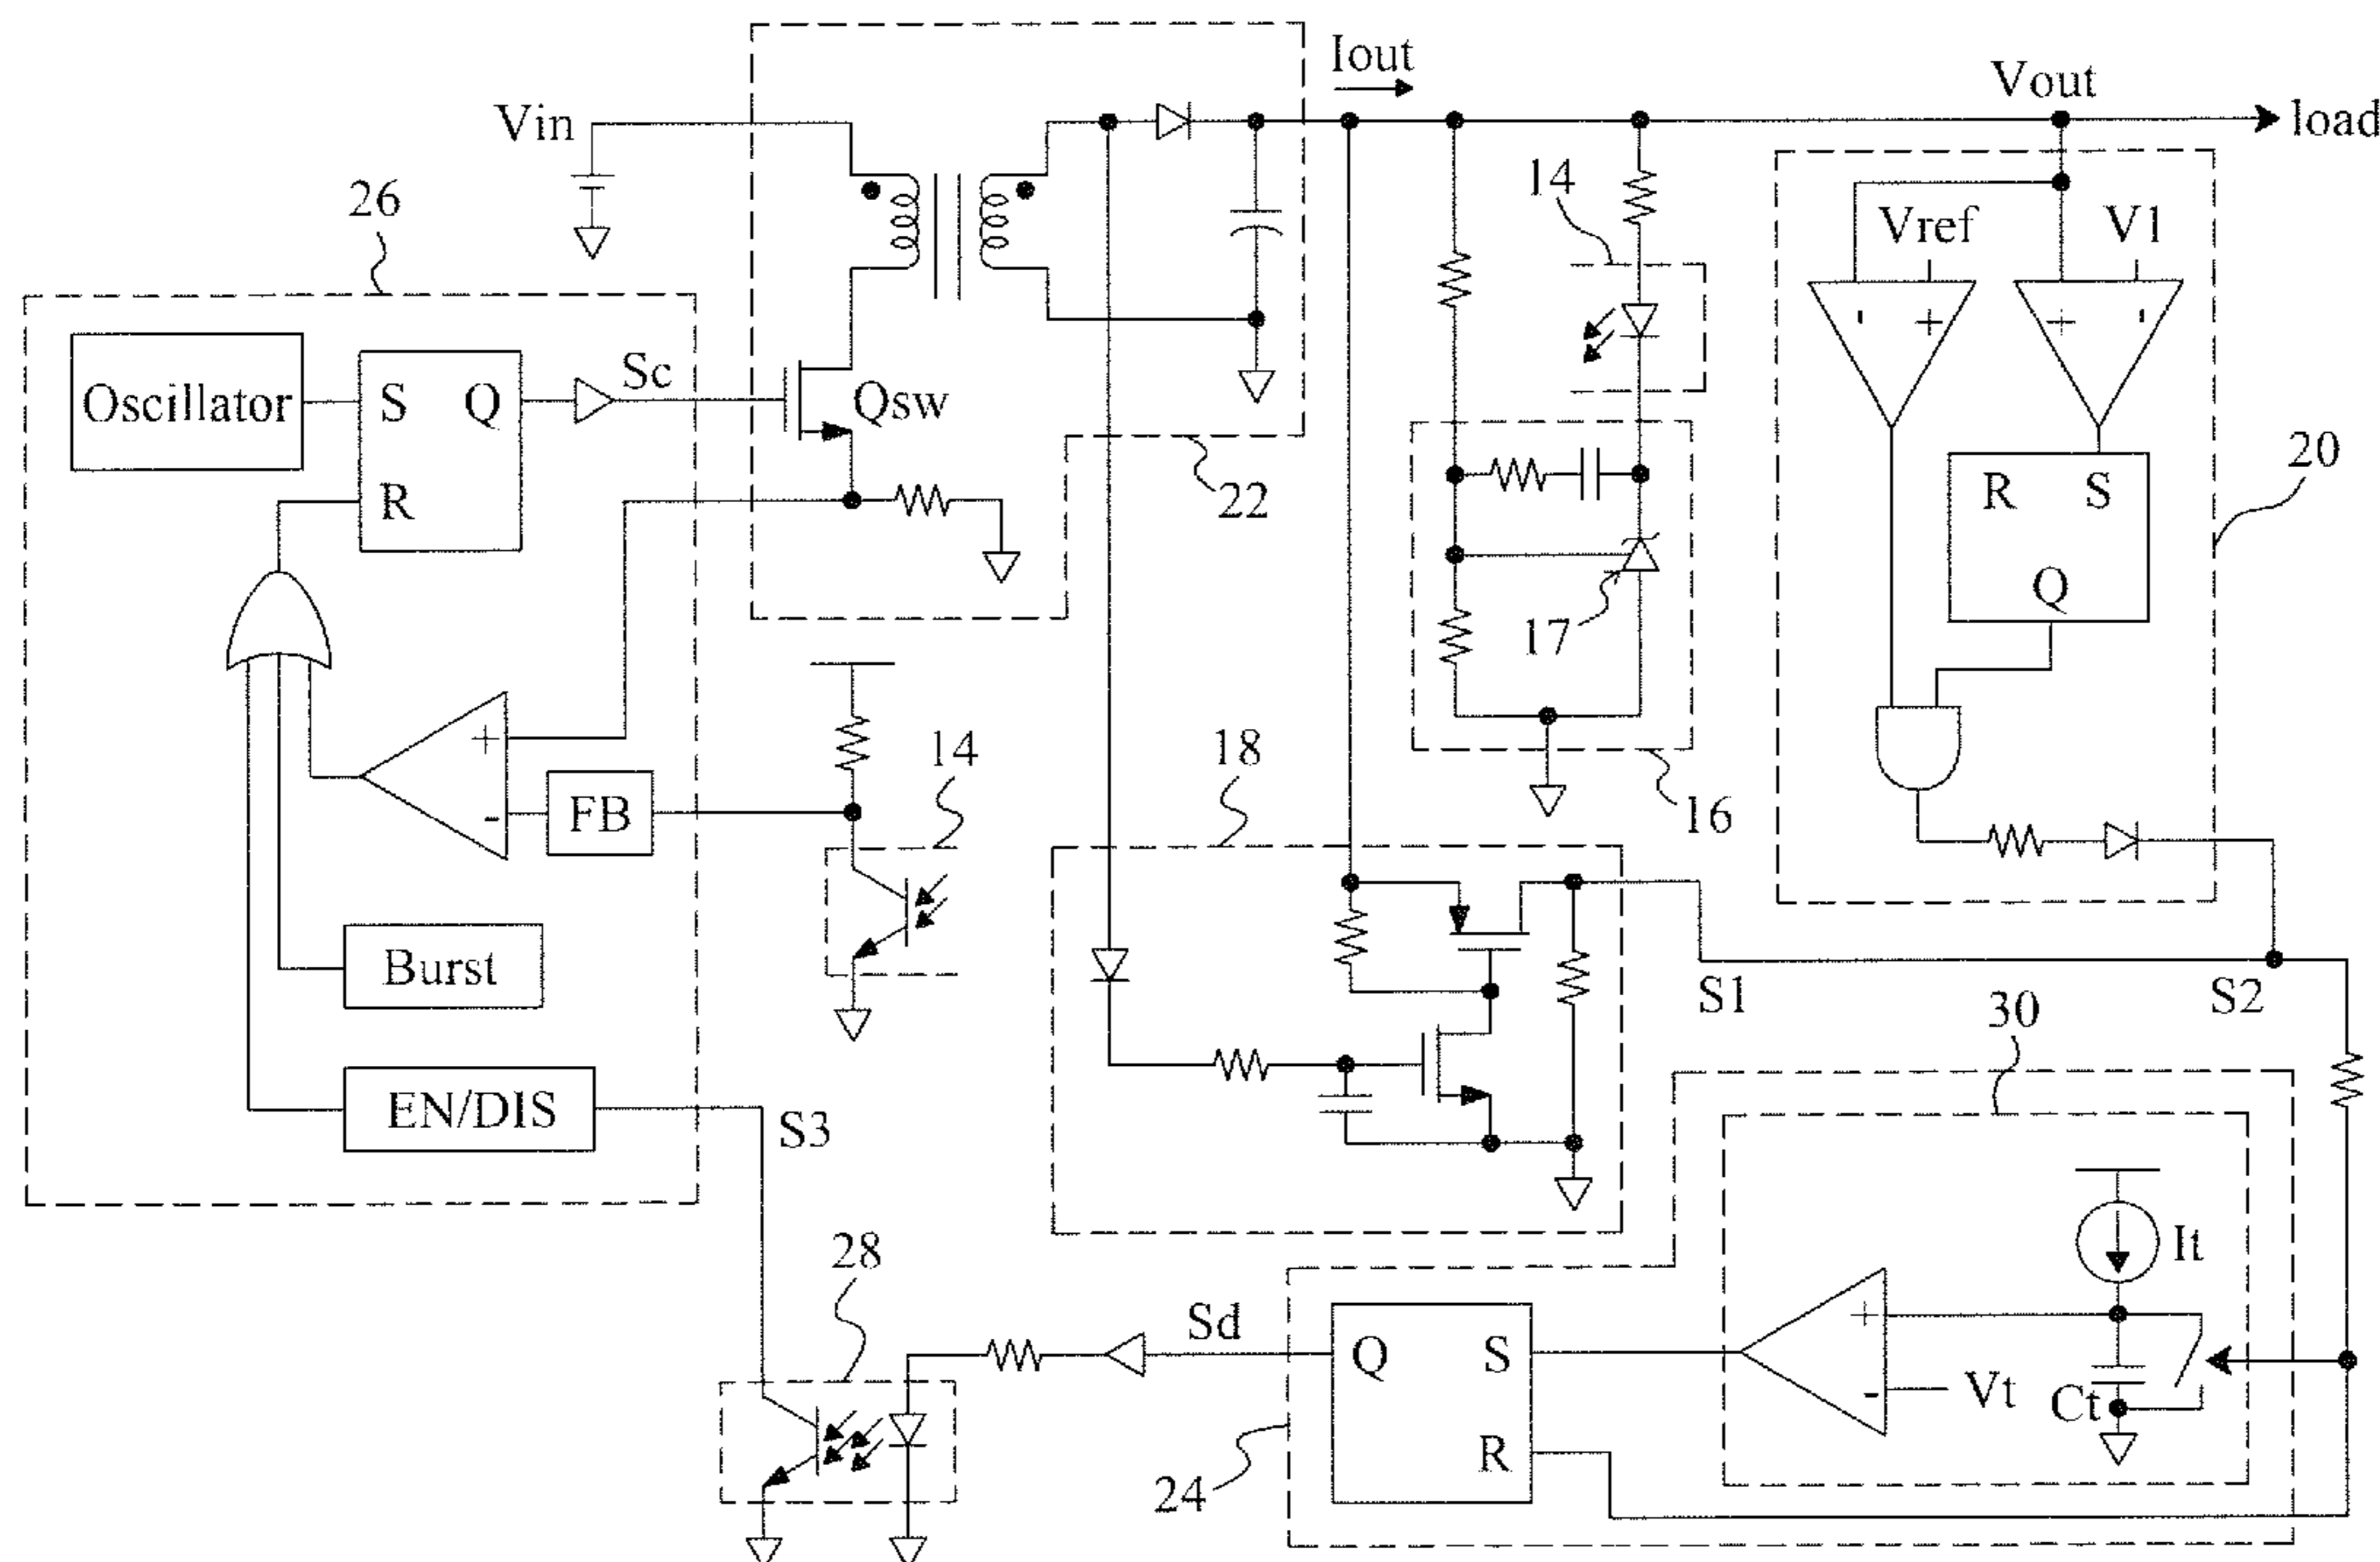 Iout
Vout
Vin
load
14
26
Vref
V1
- +
+ -
Oscillator
S Q
R
Sc
Qsw
22
20
R S
Q
17
16
+
-
FB
14
18
Burst
S1
S2
30
EN/DIS
S3
It
28
Sd
Q S
R
+
-
Vt
Ct
24